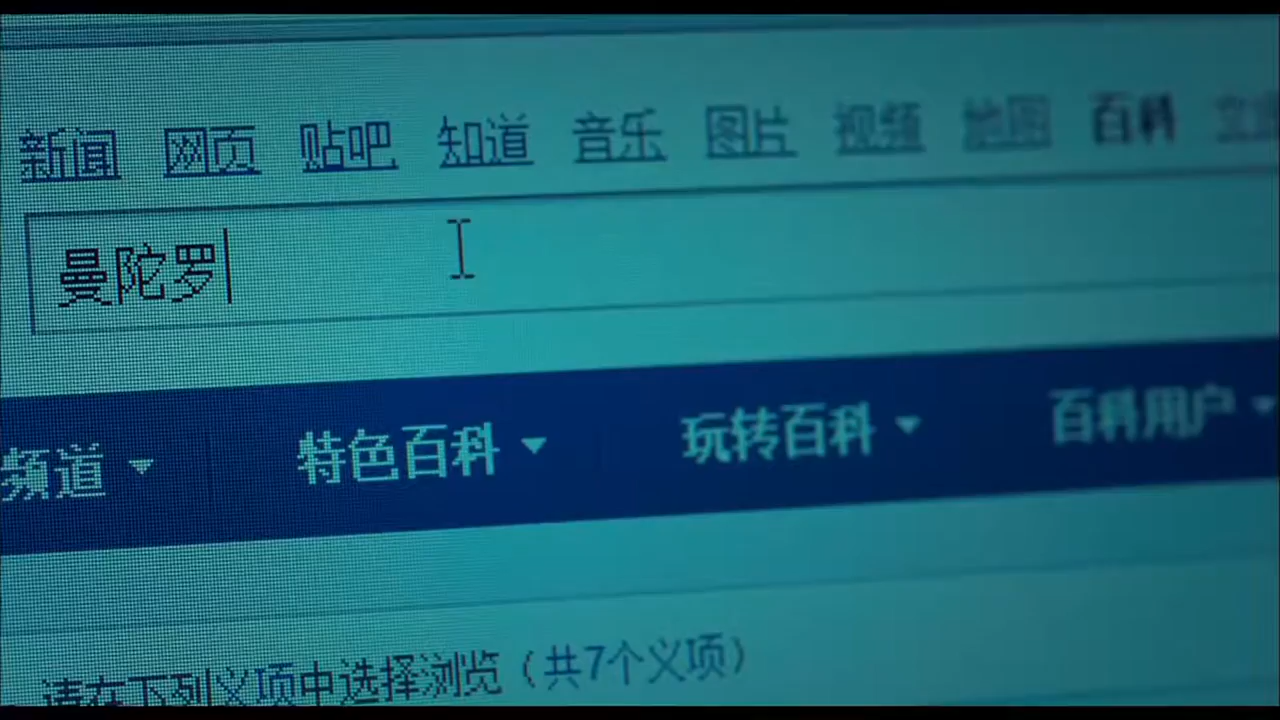 新闻 网页 贴吧 知道 音乐 图片 视频 地图 百科
曼陀罗
频道 特色百科 玩转百科 百科用户
请在下列义项中选择浏览（共7个义项）